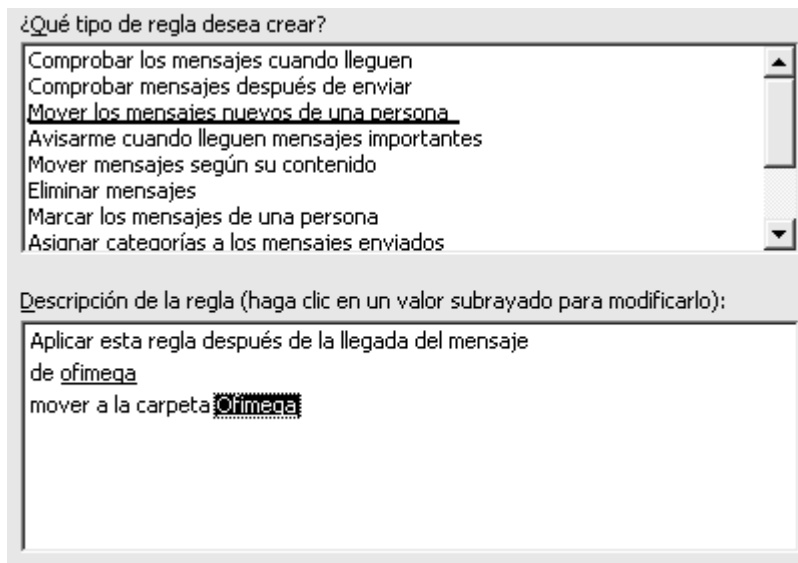 ¿Qué tipo de regla desea crear?
Comprobar los mensajes cuando lleguen
Comprobar mensajes después de enviar
Mover los mensajes nuevos de una persona
Avisarme cuando lleguen mensajes importantes
Mover mensajes según su contenido
Eliminar mensajes
Marcar los mensajes de una persona
Asignar categorías a los mensajes enviados
Descripción de la regla (haga clic en un valor subrayado para modificarlo):
Aplicar esta regla después de la llegada del mensaje
de ofimega
mover a la carpeta Ofimega